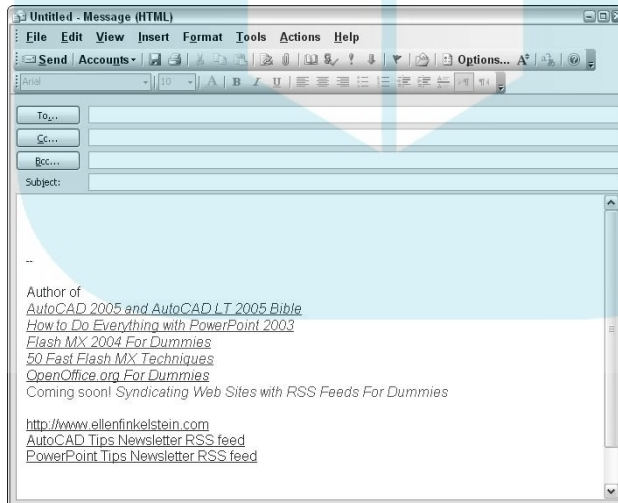 Untitled - Message (HTML)
File Edit View Insert Format Tools Actions Help
Send Accounts Options...
Arial 10 A B I U
To...
Cc...
Bcc...
Subject:
--
Author of
AutoCAD 2005 and AutoCAD LT 2005 Bible
How to Do Everything with PowerPoint 2003
Flash MX 2004 For Dummies
50 Fast Flash MX Techniques
OpenOffice.org For Dummies
Coming soon! Syndicating Web Sites with RSS Feeds For Dummies
http://www.ellenfinkelstein.com
AutoCAD Tips Newsletter RSS feed
PowerPoint Tips Newsletter RSS feed